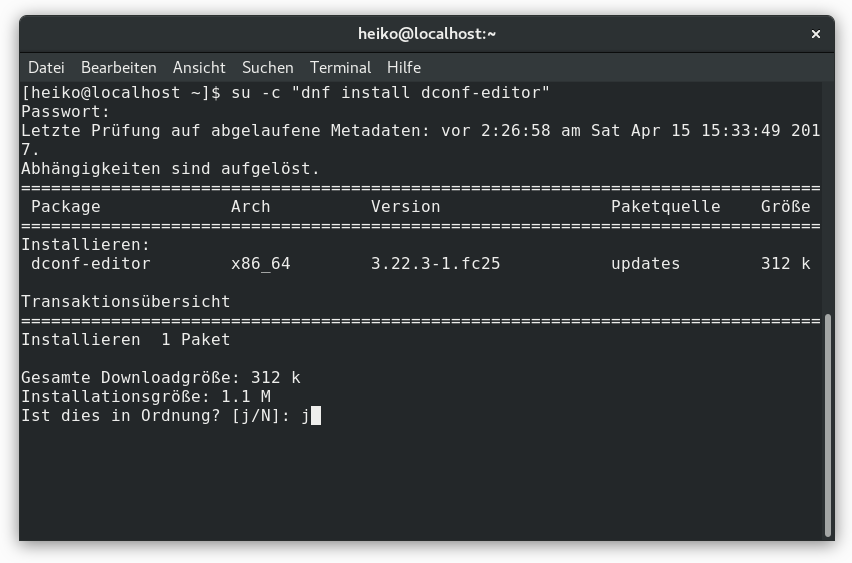 heiko@localhost:~
×
Datei Bearbeiten Ansicht Suchen Terminal Hilfe
[heiko@localhost ~]$ su -c "dnf install dconf-editor"
Passwort:
Letzte Prüfung auf abgelaufene Metadaten: vor 2:26:58 am Sat Apr 15 15:33:49 201
7.
Abhängigkeiten sind aufgelöst.
================================================================================
Package Arch Version Paketquelle Größe
================================================================================
Installieren:
dconf-editor x86_64 3.22.3-1.fc25 updates 312 k
Transaktionsübersicht
================================================================================
Installieren 1 Paket
Gesamte Downloadgröße: 312 k
Installationsgröße: 1.1 M
Ist dies in Ordnung? [j/N]: j